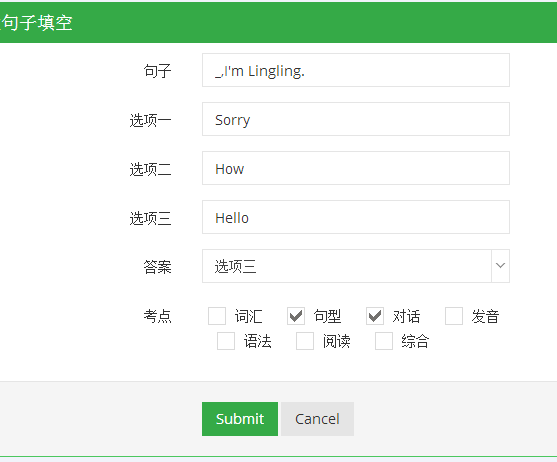 句子填空
句子 _,I'm Lingling.
选项一 Sorry
选项二 How
选项三 Hello
答案 选项三
考点 词汇 句型 对话 发音
语法 阅读 综合
Submit Cancel